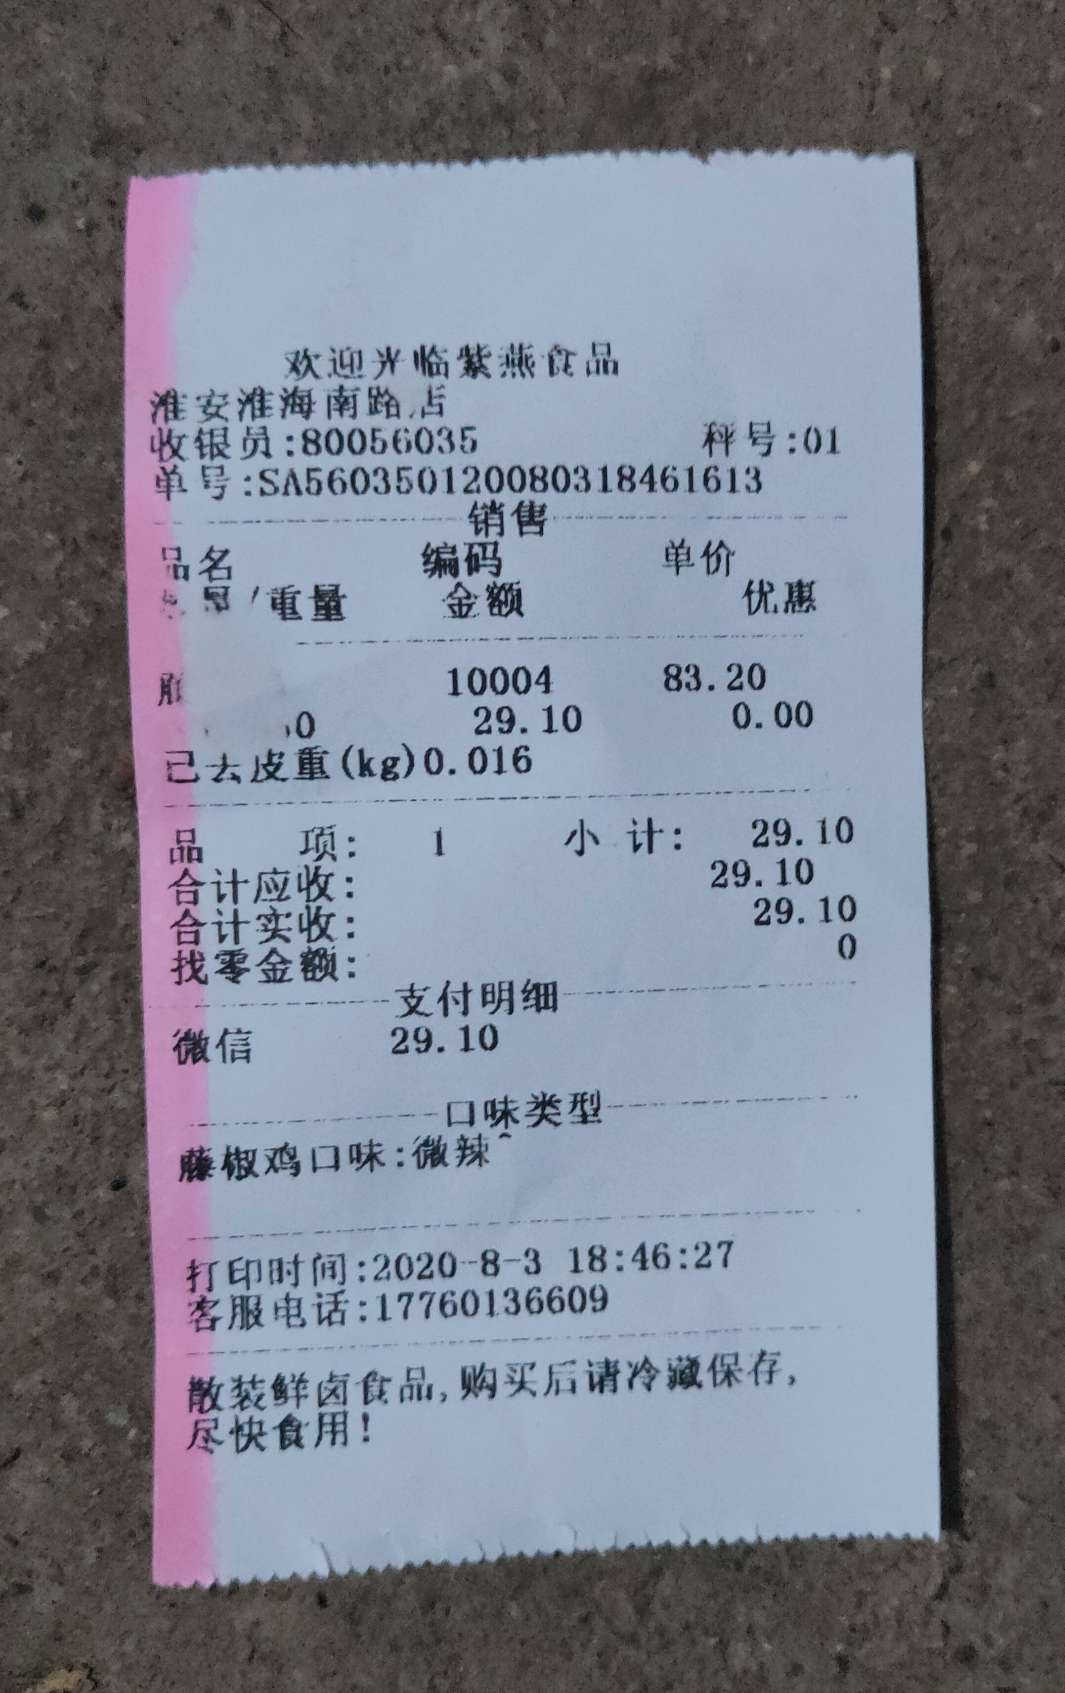 欢迎光临紫燕食品
淮安淮海南路店
收银员:80056035 秤号:01
单号:SA560350120080318461613
销售
品名 编码 单价
/重量 金额 优惠
10004 83.20
29.10 0.00
已去皮重(kg)0.016
品 项: 1 小 计: 29.10
合计应收: 29.10
合计实收: 29.10
找零金额: 0
支付明细
微信 29.10
口味类型
藤椒鸡口味:微辣^
打印时间:2020-8-3 18:46:27
客服电话:17760136609
散装鲜卤食品,购买后请冷藏保存,
尽快食用!